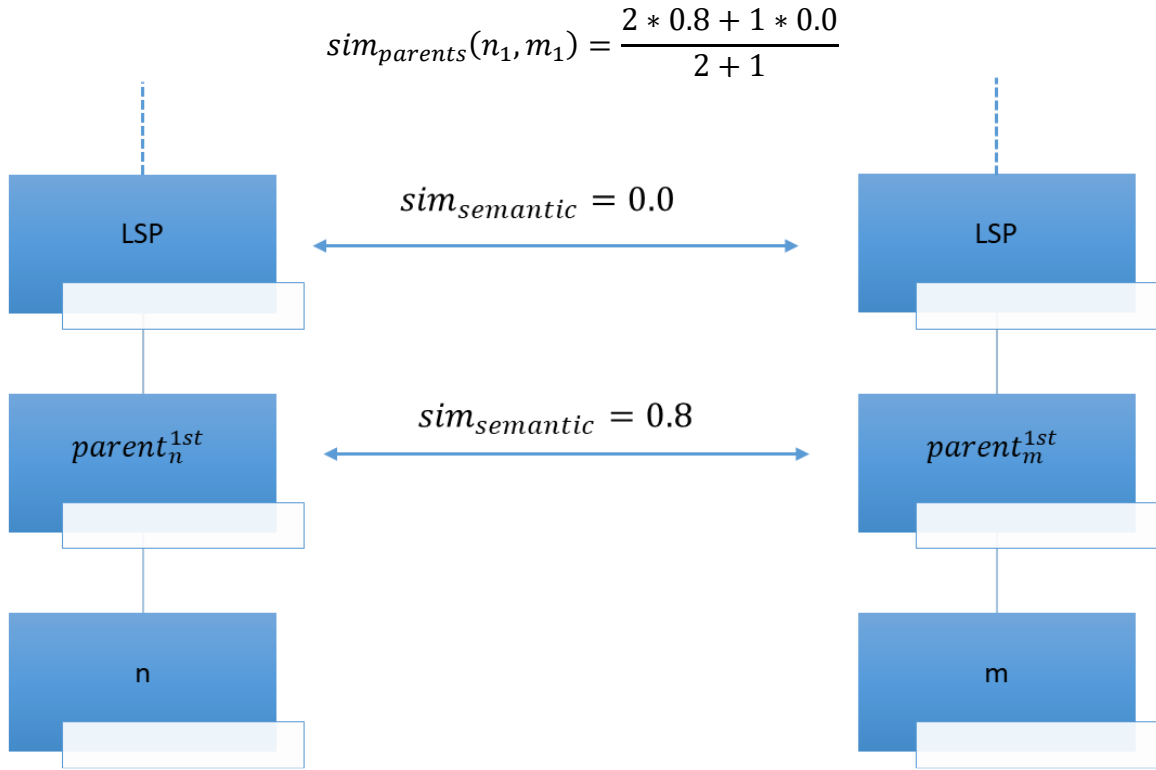 sim_parents(n_1, m_1) = (2 * 0.8 + 1 * 0.0) / (2 + 1)
sim_semantic = 0.0
LSP LSP
sim_semantic = 0.8
parent_n^1st parent_m^1st
n m